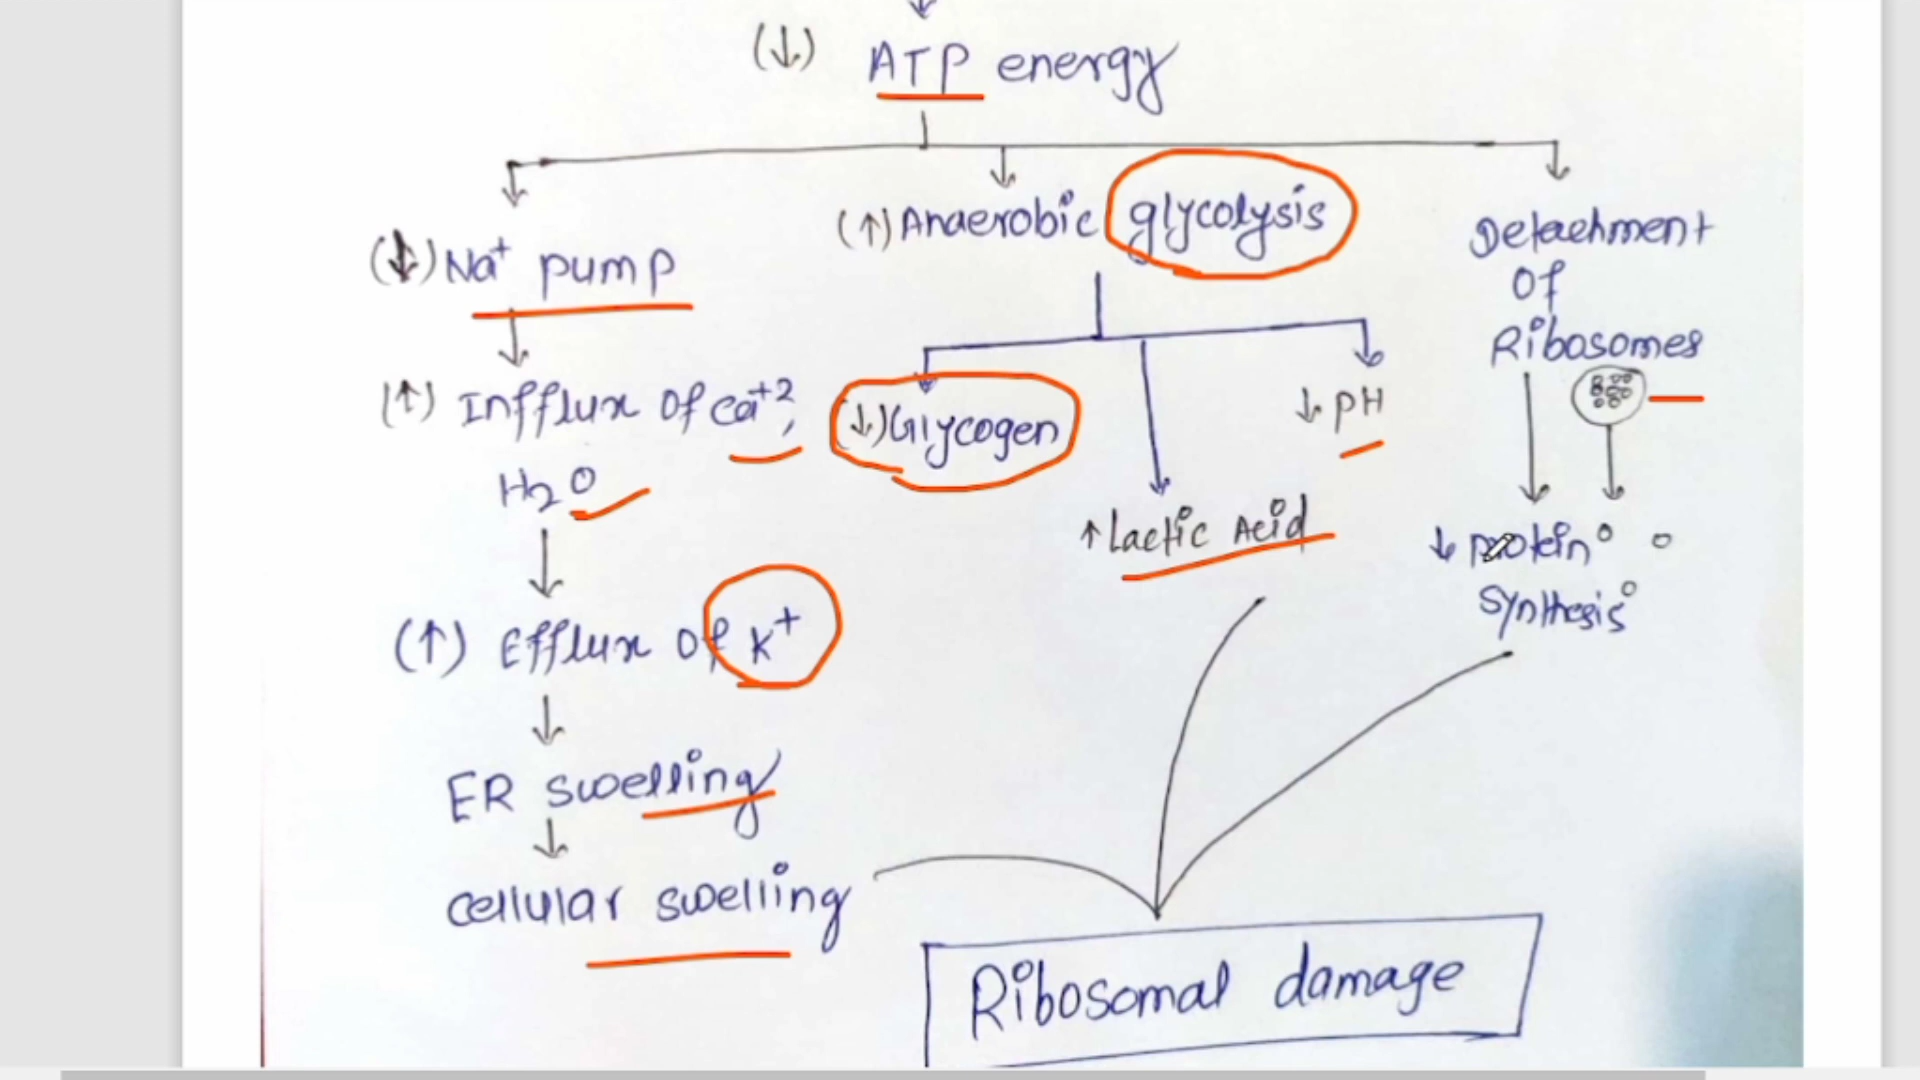 (↓) ATP energy
(↓) Na+ pump
(↑) Infflux of ca+2,
H2O
(↑) Efflux of K+
ER swelling
cellular swelling
(↑) Anaerobic glycolysis
(↓) Glycogen
↑ Lactic Acid
↓ pH
Detachment
Of
Ribosomes
↓ protein
synthesis
Ribosomal damage